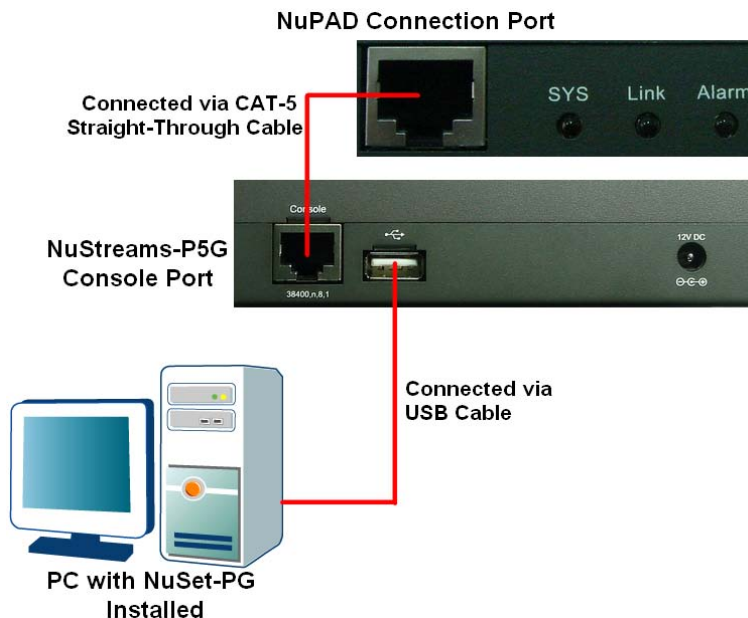 NuPAD Connection Port
Connected via CAT-5
Straight-Through Cable
SYS Link Alarm
Console
NuStreams-P5G
Console Port
38400,n,8,1
12V DC
Connected via
USB Cable
PC with NuSet-PG
Installed